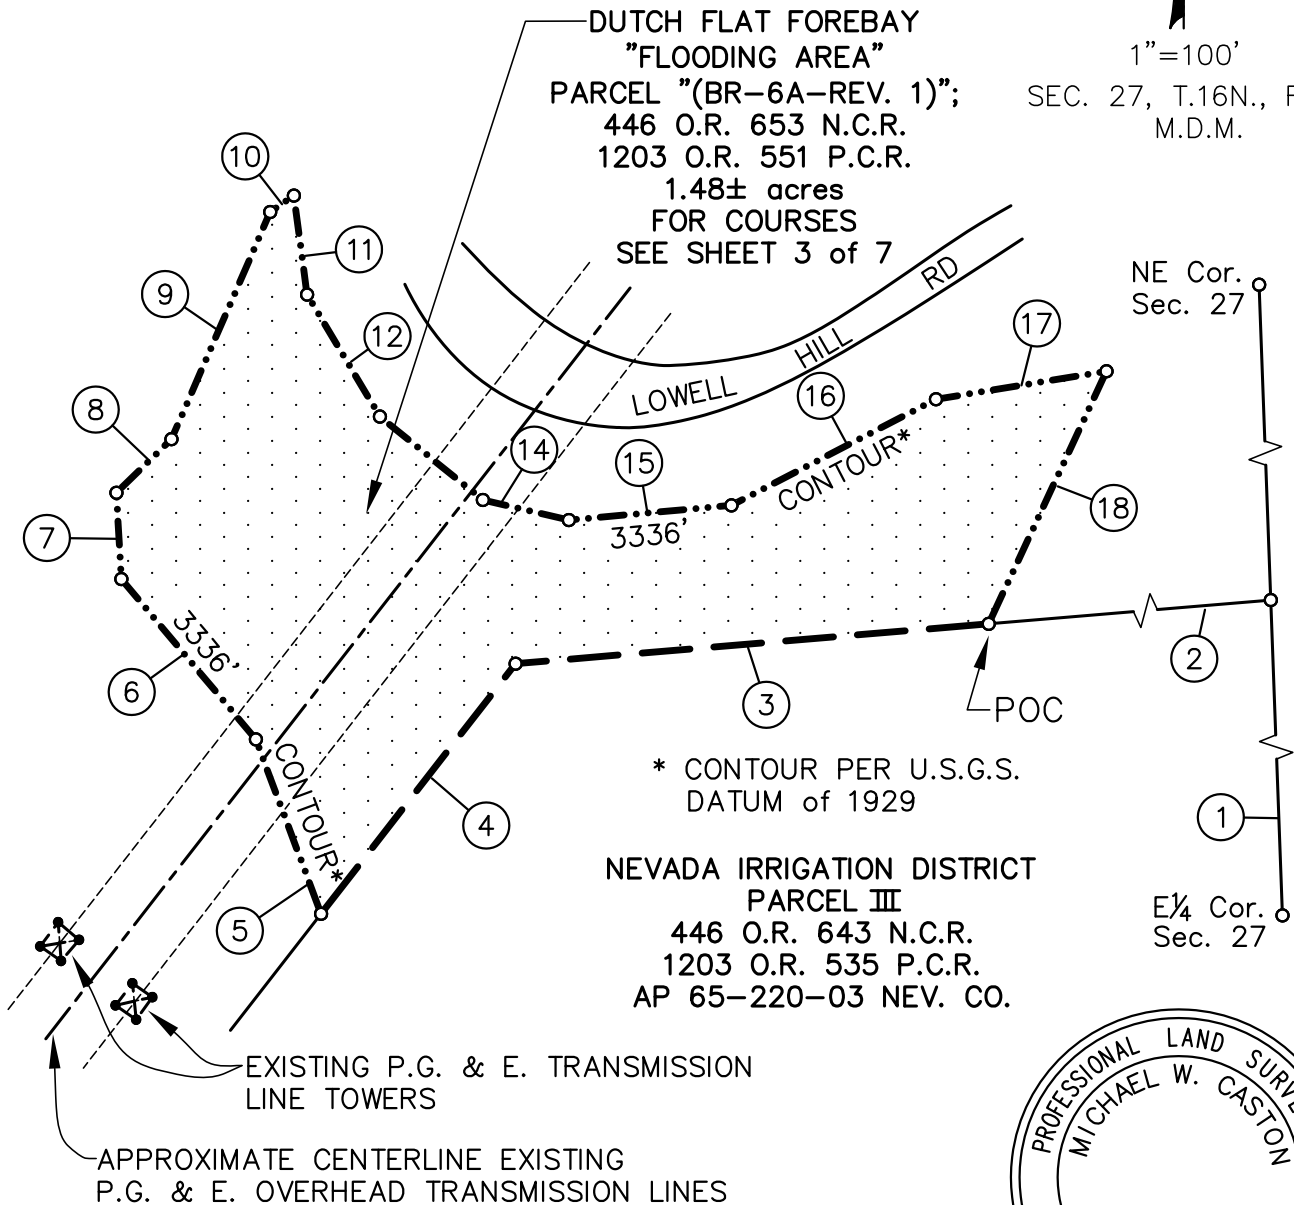 DUTCH FLAT FOREBAY
"FLOODING AREA"
PARCEL "(BR-6A-REV. 1)";
446 O.R. 653 N.C.R.
1203 O.R. 551 P.C.R.
1.48± acres
FOR COURSES
SEE SHEET 3 of 7
1"=100'
SEC. 27, T.16N.,
M.D.M.
10
11
9
12
8
7
14
15
16
17
18
LOWELL HILL RD
NE Cor.
Sec. 27
3336'
CONTOUR*
3336'
CONTOUR*
6
5
4
3
2
1
POC
* CONTOUR PER U.S.G.S.
DATUM of 1929
NEVADA IRRIGATION DISTRICT
PARCEL III
446 O.R. 643 N.C.R.
1203 O.R. 535 P.C.R.
AP 65-220-03 NEV. CO.
E¼ Cor.
Sec. 27
EXISTING P.G. & E. TRANSMISSION
LINE TOWERS
APPROXIMATE CENTERLINE EXISTING
P.G. & E. OVERHEAD TRANSMISSION LINES
PROFESSIONAL LAND SURVE
MICHAEL W. CASTON